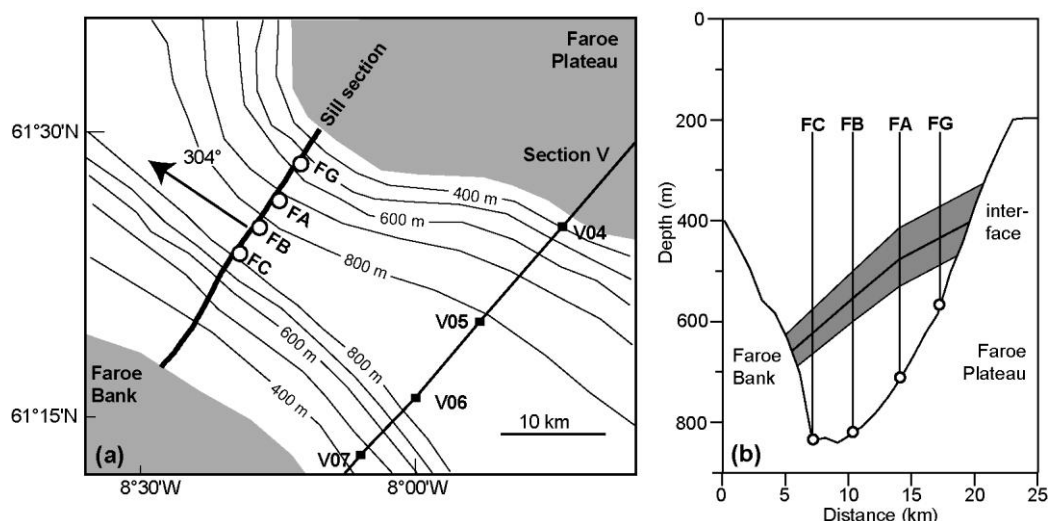 Faroe
Plateau
Sill section
61°30'N
304°
FG
Section V
400 m
FA
600 m
FB
V04
FC
800 m
V05
800 m
600 m
Faroe
Bank
400 m
V06
61°15'N
10 km
(a)
V07
8°30'W
8°00'W
0
200
FC
FB
FA
FG
Depth (m)
400
inter-
face
600
Faroe
Bank
Faroe
Plateau
800
(b)
0
5
10
15
20
25
Distance (km)